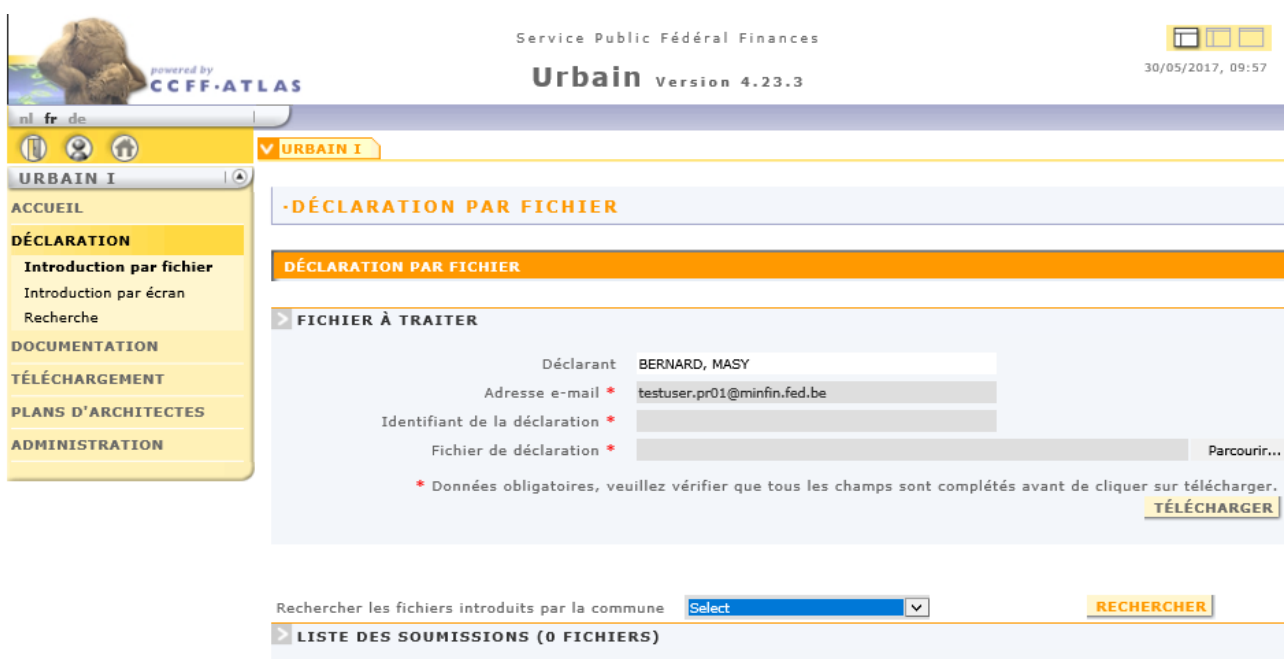 Service Public Fédéral Finances
powered by
CCFF-ATLAS
Urbain Version 4.23.3
30/05/2017, 09:57
nl fr de
URBAIN I
URBAIN I
ACCUEIL
DÉCLARATION
Introduction par fichier
Introduction par écran
Recherche
DOCUMENTATION
TÉLÉCHARGEMENT
PLANS D'ARCHITECTES
ADMINISTRATION
·DÉCLARATION PAR FICHIER
DÉCLARATION PAR FICHIER
FICHIER À TRAITER
Déclarant BERNARD, MASY
Adresse e-mail * testuser.pr01@minfin.fed.be
Identifiant de la déclaration *
Fichier de déclaration * Parcourir...
* Données obligatoires, veuillez vérifier que tous les champs sont complétés avant de cliquer sur télécharger.
TÉLÉCHARGER
Rechercher les fichiers introduits par la commune Select RECHERCHER
LISTE DES SOUMISSIONS (0 FICHIERS)